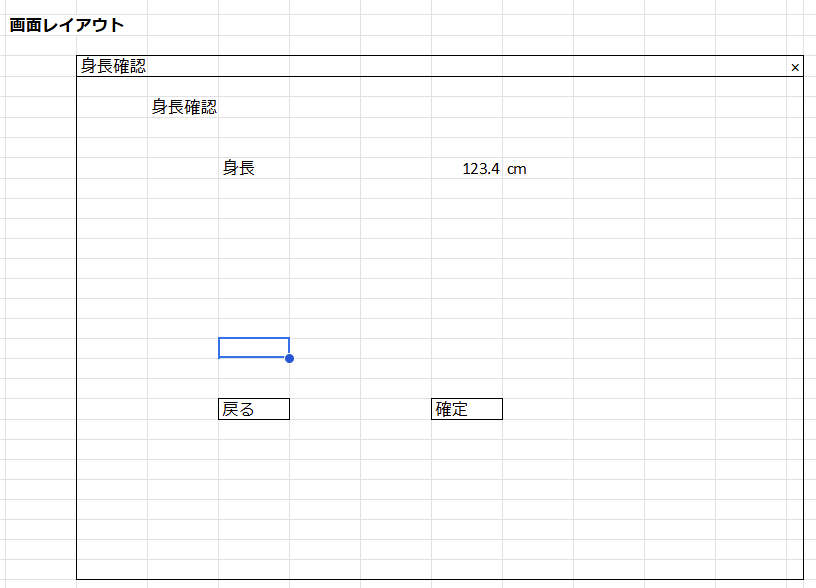 画面レイアウト
身長確認 ×
身長確認
身長 123.4 cm
戻る 確定